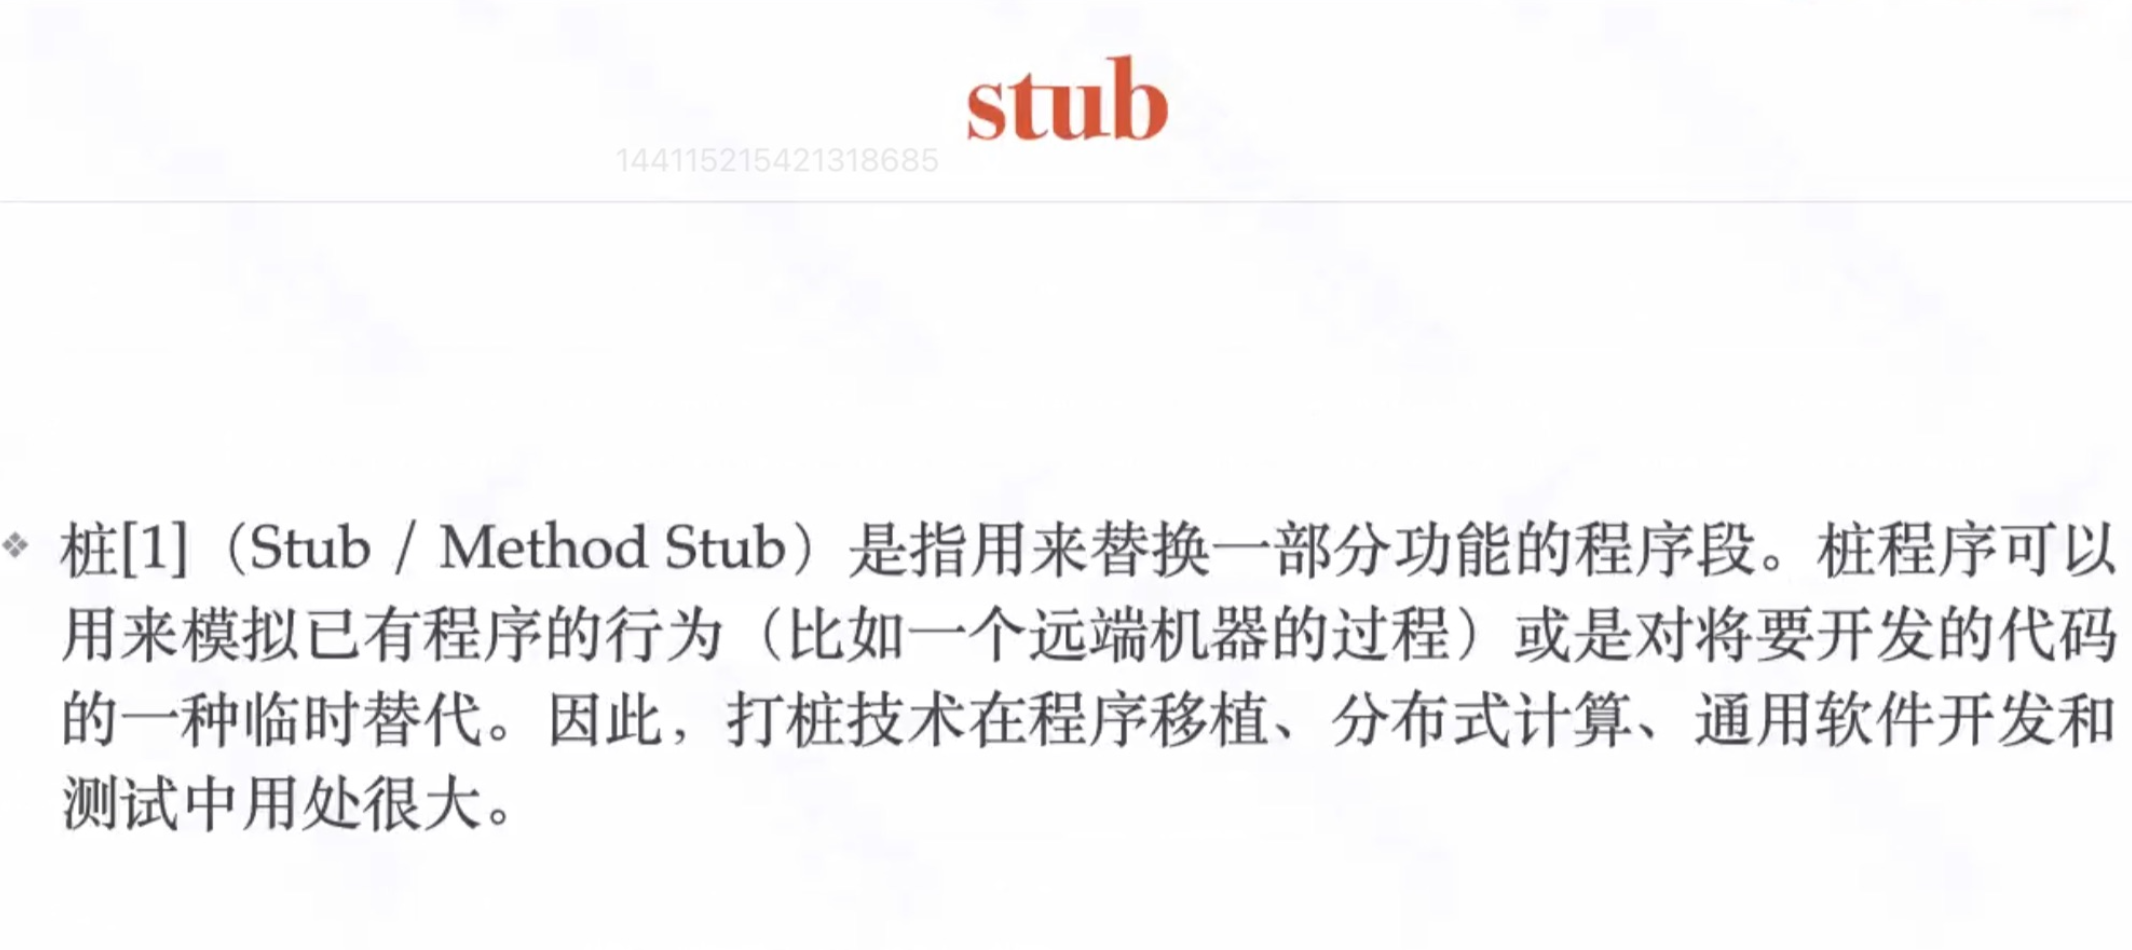 stub
144115215421318685
❖ 桩[1]（Stub / Method Stub）是指用来替换一部分功能的程序段。桩程序可以
用来模拟已有程序的行为（比如一个远端机器的过程）或是对将要开发的代码
的一种临时替代。因此，打桩技术在程序移植、分布式计算、通用软件开发和
测试中用处很大。